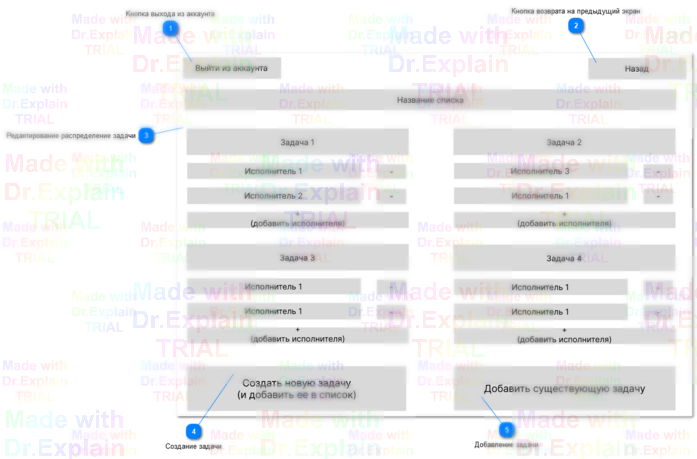 Кнопка выхода из аккаунта
Кнопка возврата на предыдущий экран
1
2
Выйти из аккаунта
Назад
Название списка
Редактирование распределение задачи
3
Задача 1
Задача 2
Исполнитель 1
-
Исполнитель 3
-
Исполнитель 2
-
Исполнитель 1
-
+
(добавить исполнителя)
+
(добавить исполнителя)
Задача 3
Задача 4
Исполнитель 1
-
Исполнитель 1
-
Исполнитель 1
-
Исполнитель 1
-
+
(добавить исполнителя)
+
(добавить исполнителя)
Создать новую задачу
(и добавить ее в список)
Добавить существующую задачу
4
5
Создание задачи
Добавление задачи
Made with
Dr.Explain
TRIAL